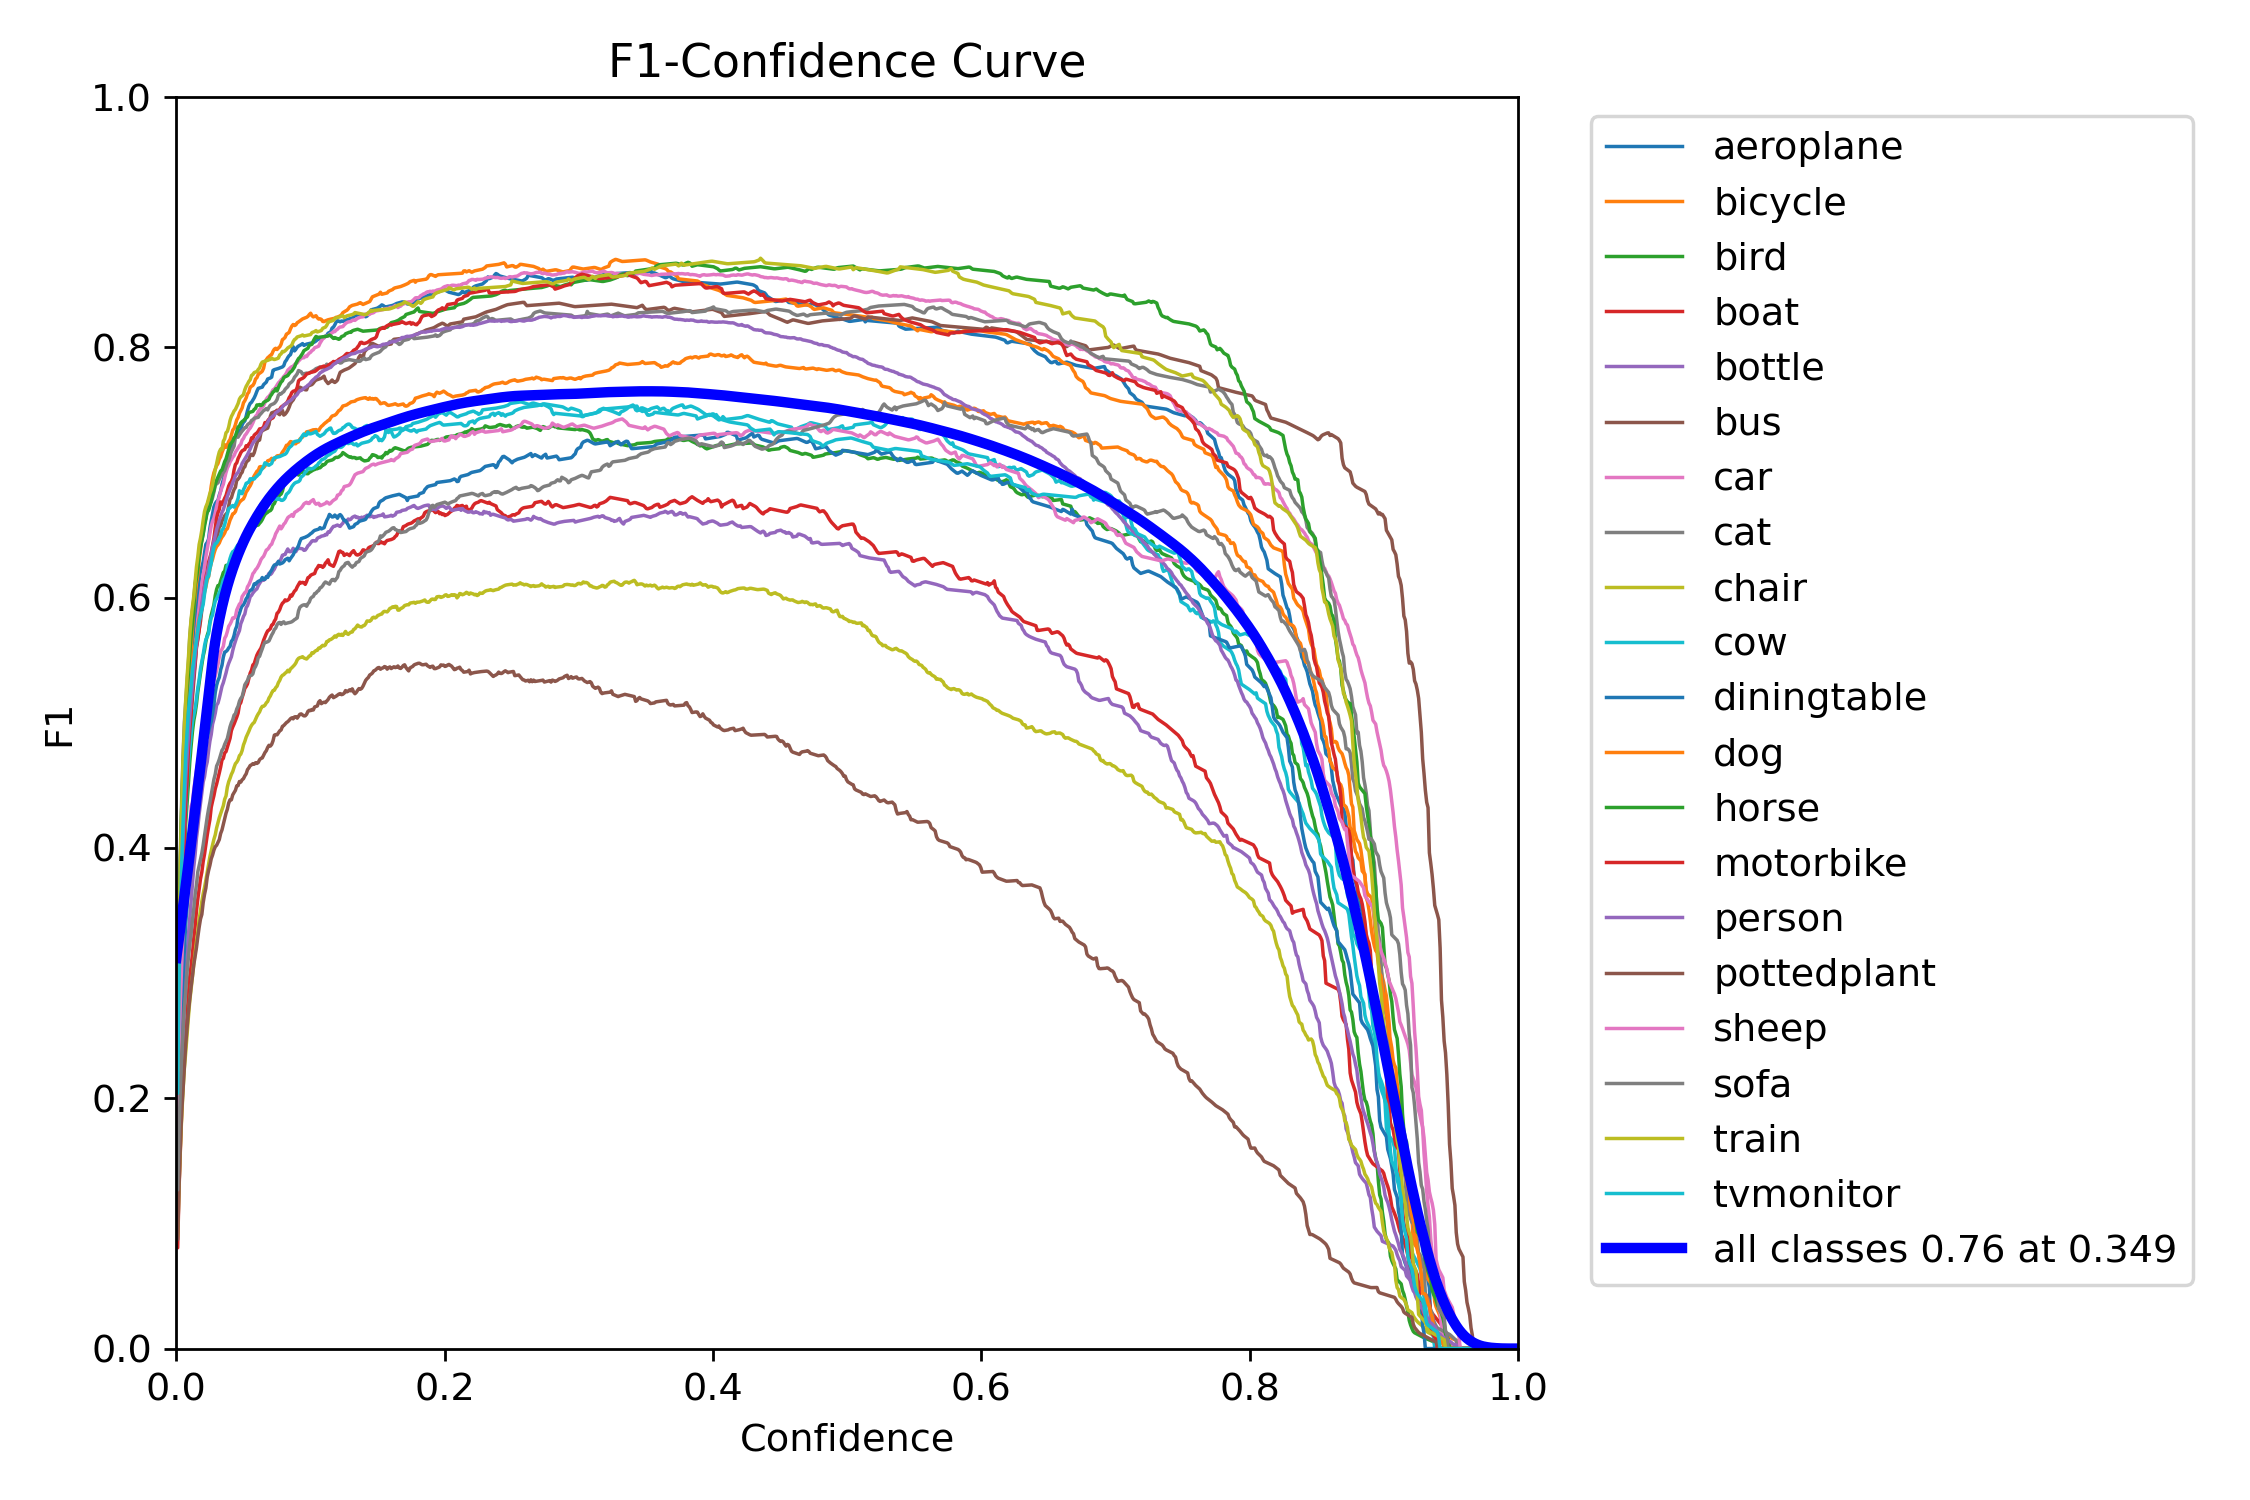 F1-Confidence Curve
1.0
0.8
0.6
0.4
0.2
0.0
F1
0.0 0.2 0.4 0.6 0.8 1.0
Confidence
aeroplane
bicycle
bird
boat
bottle
bus
car
cat
chair
cow
diningtable
dog
horse
motorbike
person
pottedplant
sheep
sofa
train
tvmonitor
all classes 0.76 at 0.349